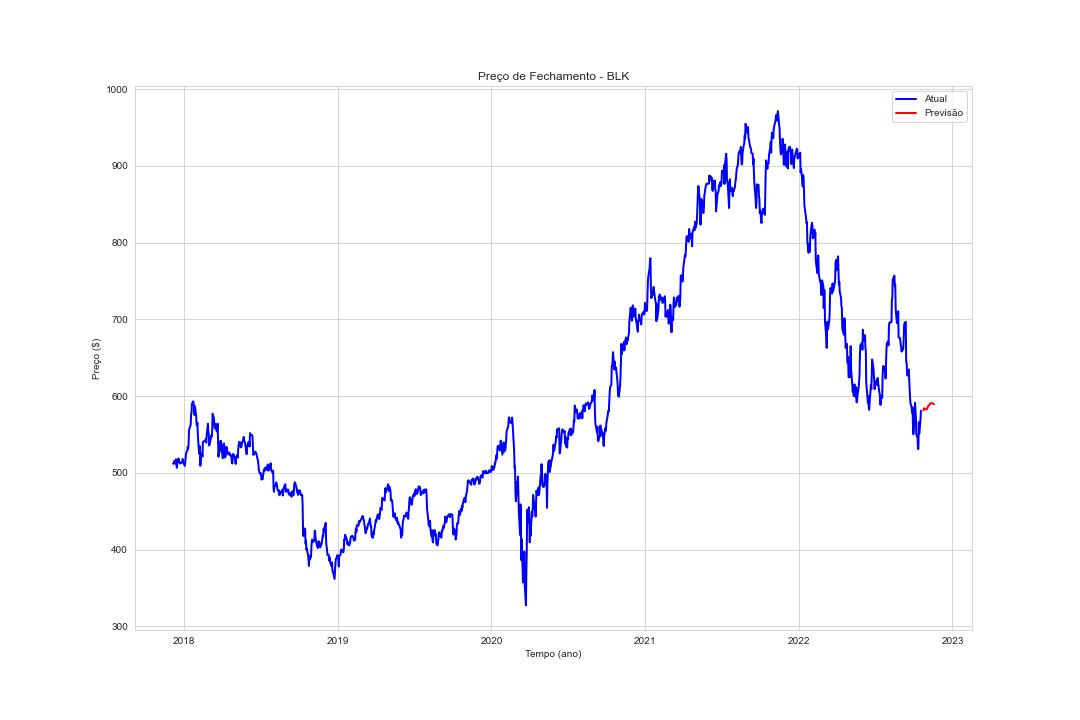 Preço de Fechamento - BLK
1000
900
800
700
600
500
400
300
Preço ($)
Atual
Previsão
2018
2019
2020
2021
2022
2023
Tempo (ano)